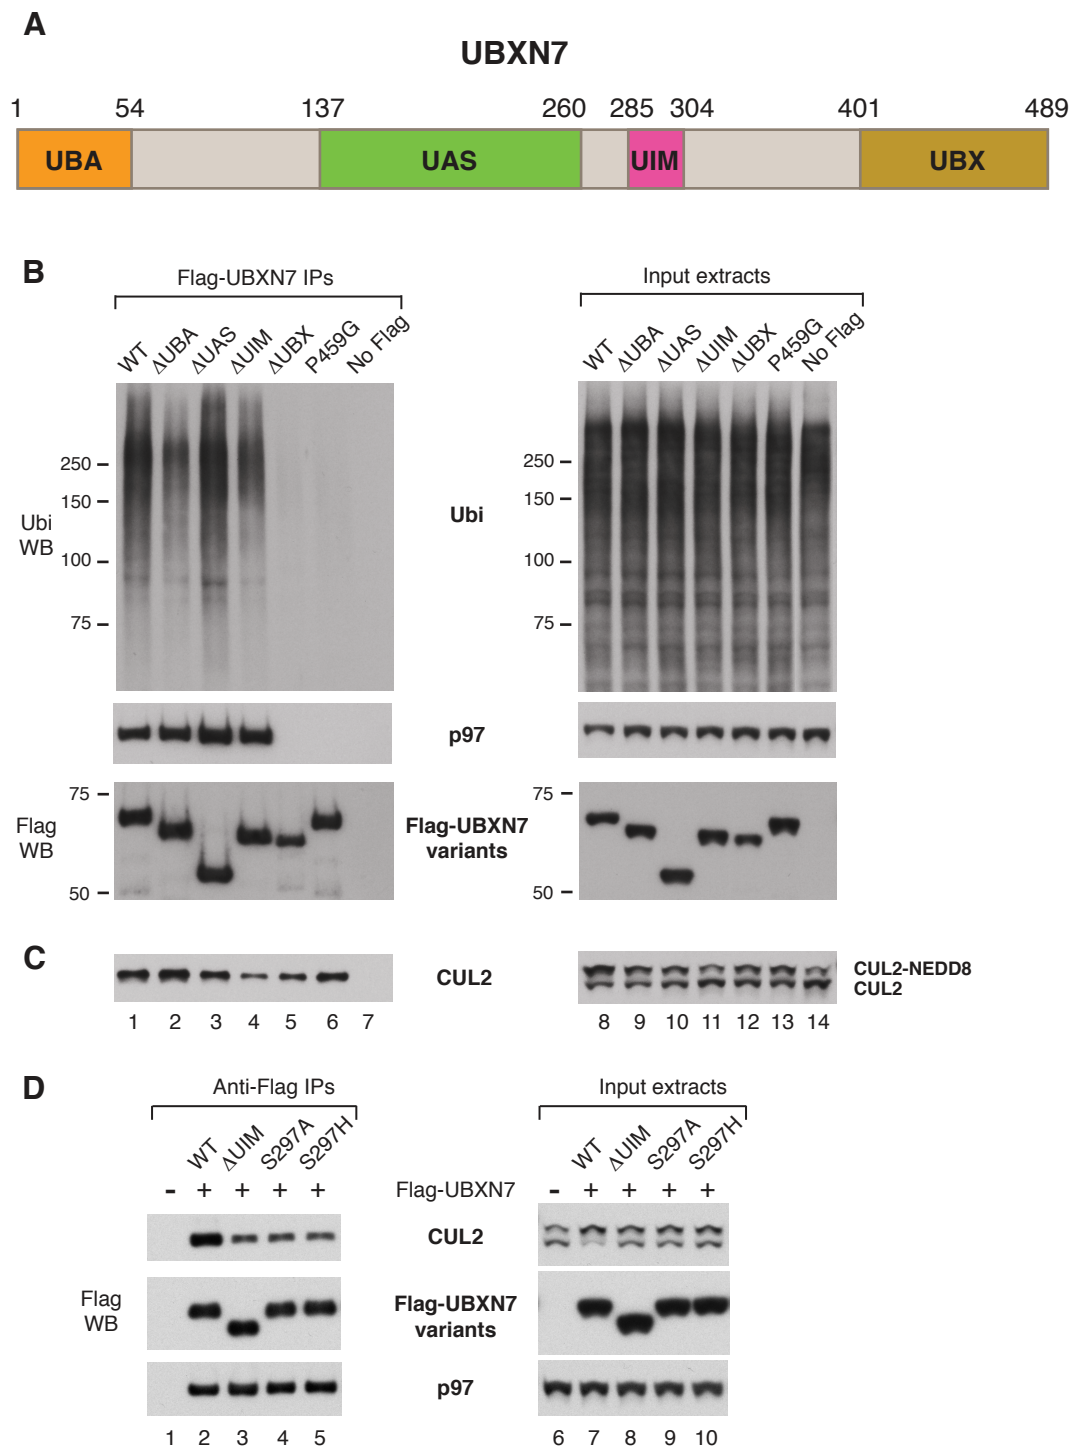 A
UBXN7
1 54 137 260 285 304 401 489
UBA UAS UIM UBX
B
Flag-UBXN7 IPs Input extracts
WT ΔUBA ΔUAS ΔUIM ΔUBX P459G No Flag WT ΔUBA ΔUAS ΔUIM ΔUBX P459G No Flag
250 250
150 150
Ubi WB Ubi
100 100
75 75
p97
75 75
Flag WB Flag-UBXN7 variants
50 50
C
CUL2 CUL2-NEDD8
CUL2
1 2 3 4 5 6 7 8 9 10 11 12 13 14
D
Anti-Flag IPs Input extracts
WT ΔUIM S297A S297H WT ΔUIM S297A S297H
- + + + + Flag-UBXN7 - + + + +
CUL2
Flag WB Flag-UBXN7 variants
p97
1 2 3 4 5 6 7 8 9 10